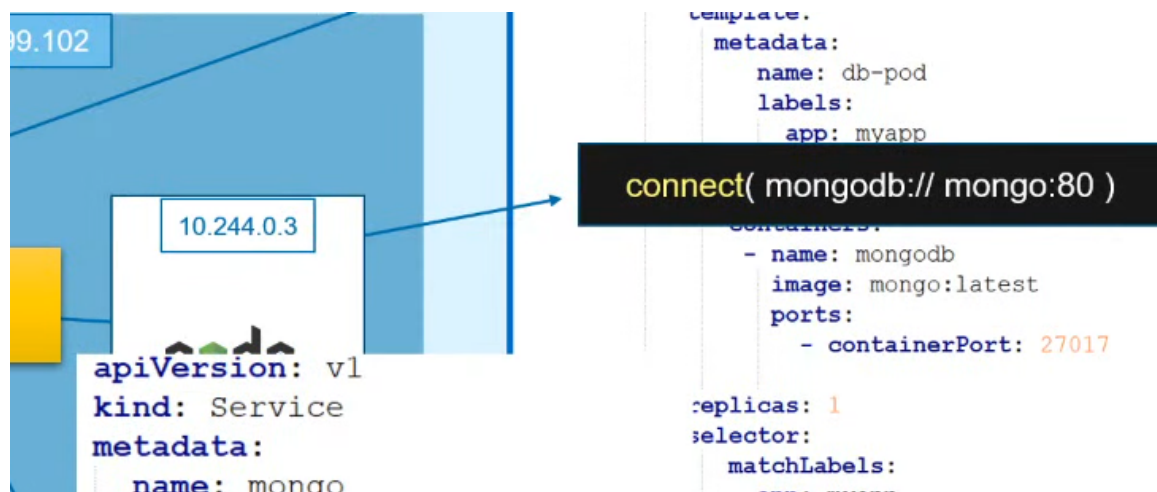 99.102
10.244.0.3
apiVersion: v1
kind: Service
metadata:
name: mongo
template:
metadata:
name: db-pod
labels:
app: myapp
connect( mongodb:// mongo:80 )
containers:
- name: mongodb
image: mongo:latest
ports:
- containerPort: 27017
replicas: 1
selector:
matchLabels: